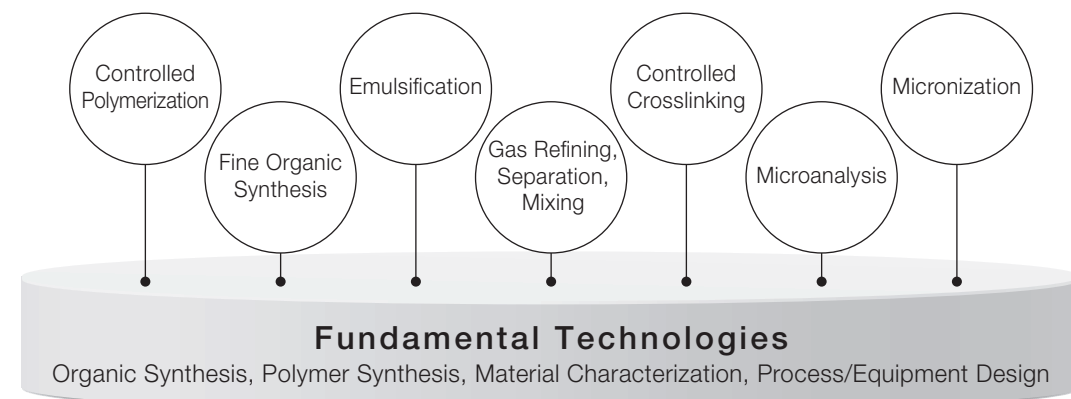 Controlled
Polymerization
Fine Organic
Synthesis
Emulsification
Gas Refining,
Separation,
Mixing
Controlled
Crosslinking
Microanalysis
Micronization
Fundamental Technologies
Organic Synthesis, Polymer Synthesis, Material Characterization, Process/Equipment Design